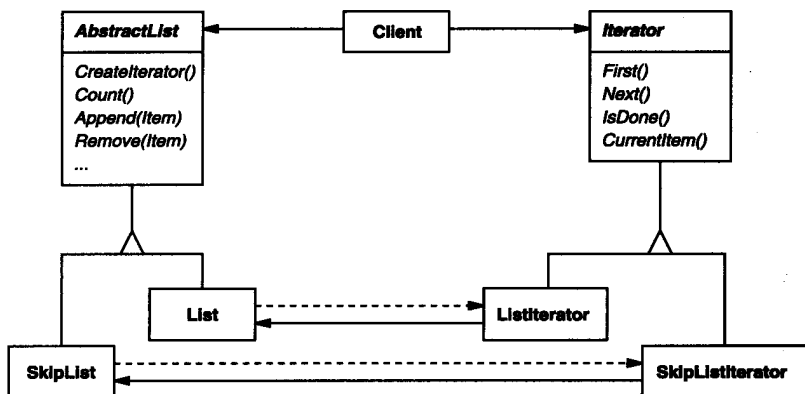 AbstractList
Client
Iterator
CreateIterator()
Count()
Append(Item)
Remove(Item)
...
First()
Next()
IsDone()
CurrentItem()
List
ListIterator
SkipList
SkipListIterator